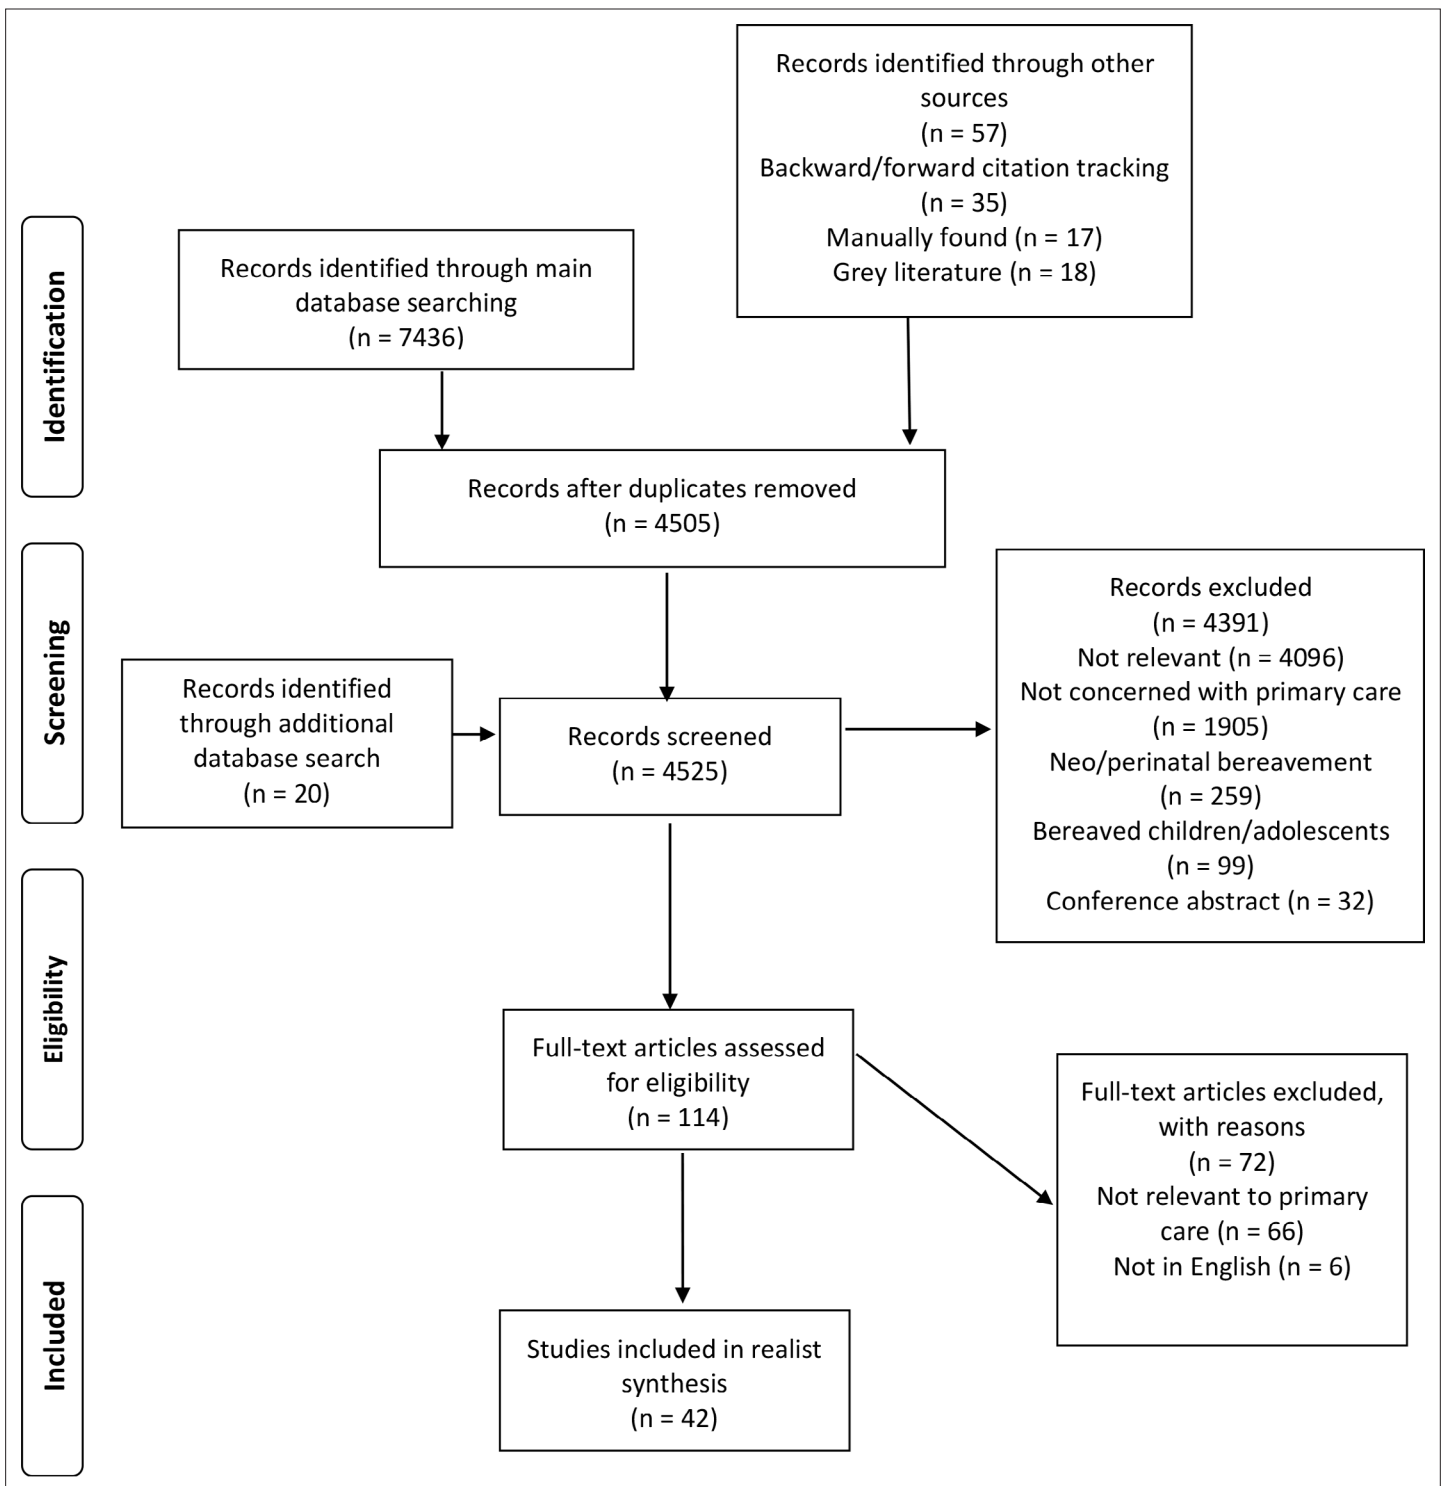 Records identified through other
sources
(n = 57)
Backward/forward citation tracking
(n = 35)
Manually found (n = 17)
Grey literature (n = 18)
Identification
Records identified through main
database searching
(n = 7436)
Records after duplicates removed
(n = 4505)
Screening
Records identified
through additional
database search
(n = 20)
Records screened
(n = 4525)
Records excluded
(n = 4391)
Not relevant (n = 4096)
Not concerned with primary care
(n = 1905)
Neo/perinatal bereavement
(n = 259)
Bereaved children/adolescents
(n = 99)
Conference abstract (n = 32)
Eligibility
Full-text articles assessed
for eligibility
(n = 114)
Full-text articles excluded,
with reasons
(n = 72)
Not relevant to primary
care (n = 66)
Not in English (n = 6)
Included
Studies included in realist
synthesis
(n = 42)